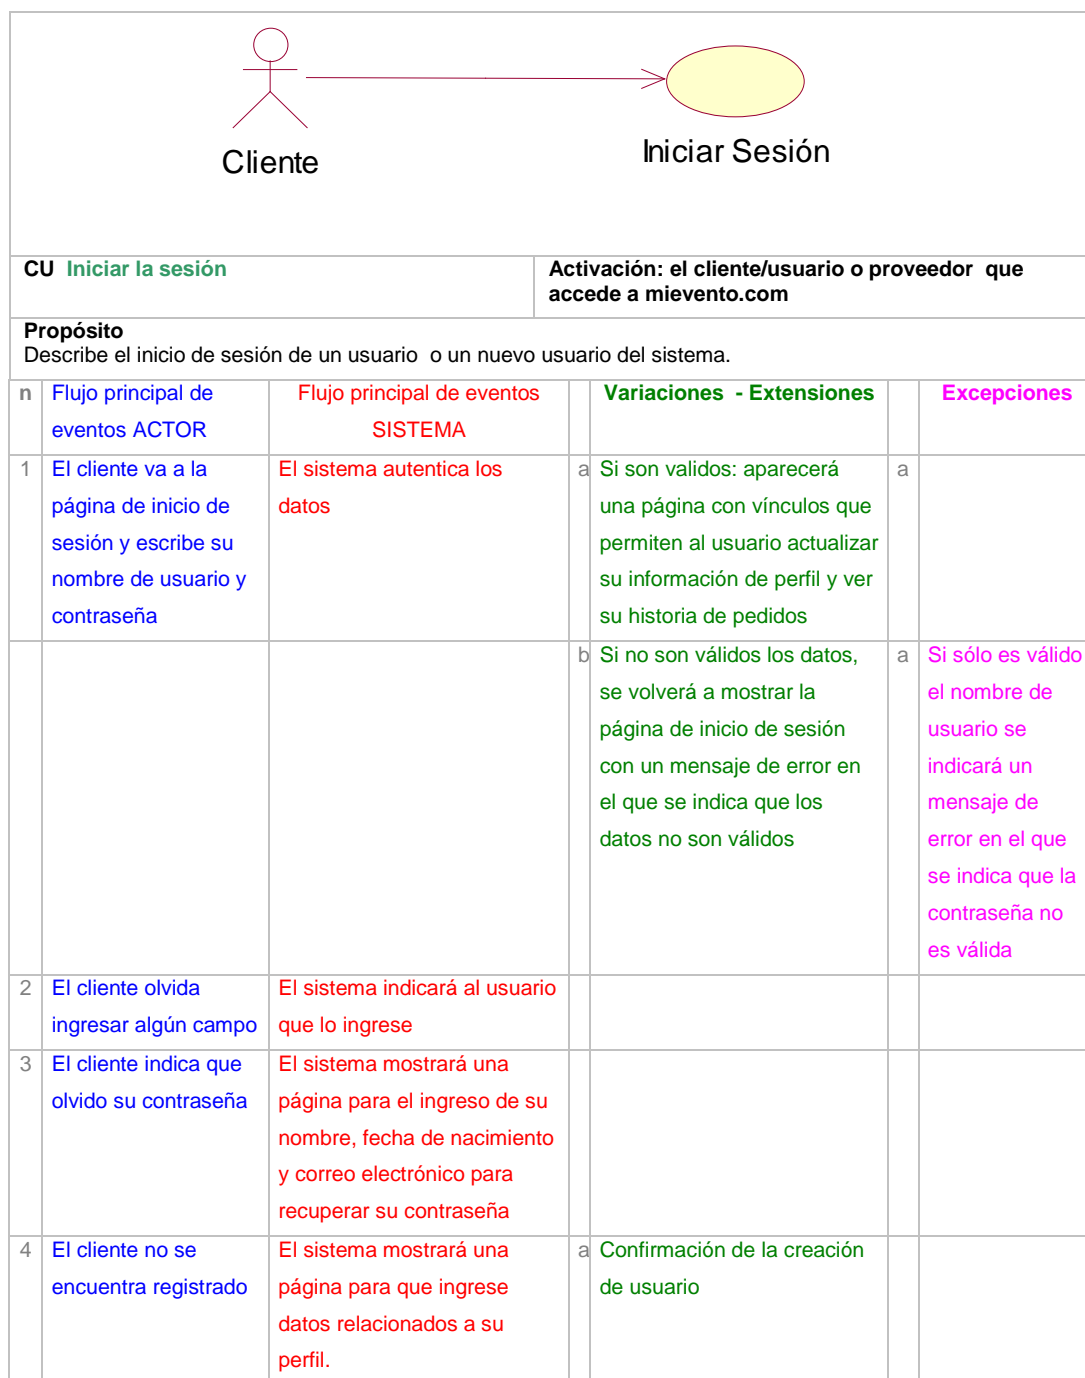 Cliente
Iniciar Sesión
CU Iniciar la sesión
Activación: el cliente/usuario o proveedor que
accede a mievento.com
Propósito
Describe el inicio de sesión de un usuario o un nuevo usuario del sistema.
n
Flujo principal de
eventos ACTOR
Flujo principal de eventos
SISTEMA
Variaciones - Extensiones
Excepciones
1
El cliente va a la
página de inicio de
sesión y escribe su
nombre de usuario y
contraseña
El sistema autentica los
datos
a
Si son validos: aparecerá
una página con vínculos que
permiten al usuario actualizar
su información de perfil y ver
su historia de pedidos
a
b
Si no son válidos los datos,
se volverá a mostrar la
página de inicio de sesión
con un mensaje de error en
el que se indica que los
datos no son válidos
a
Si sólo es válido
el nombre de
usuario se
indicará un
mensaje de
error en el que
se indica que la
contraseña no
es válida
2
El cliente olvida
ingresar algún campo
El sistema indicará al usuario
que lo ingrese
3
El cliente indica que
olvido su contraseña
El sistema mostrará una
página para el ingreso de su
nombre, fecha de nacimiento
y correo electrónico para
recuperar su contraseña
4
El cliente no se
encuentra registrado
El sistema mostrará una
página para que ingrese
datos relacionados a su
perfil.
a
Confirmación de la creación
de usuario